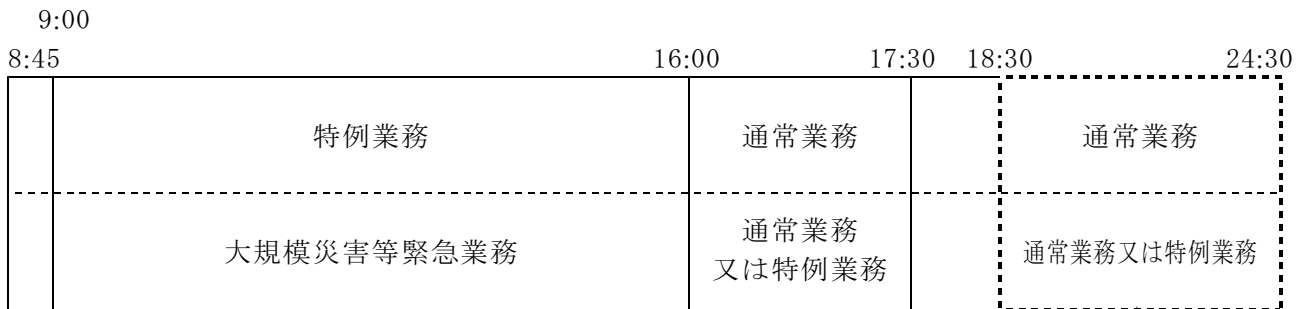 9:00
8:45 16:00 17:30 18:30 24:30
特例業務 通常業務 通常業務
大規模災害等緊急業務 通常業務 又は特例業務 通常業務又は特例業務